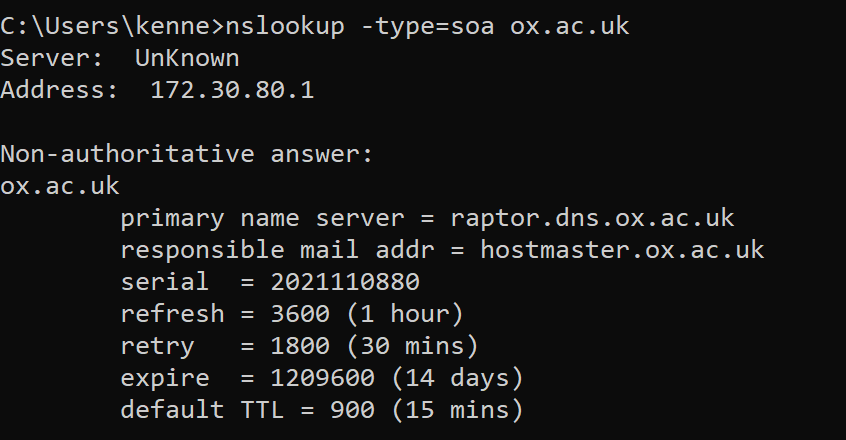 C:\Users\kenne>nslookup -type=soa ox.ac.uk
Server:  UnKnown
Address:  172.30.80.1

Non-authoritative answer:
ox.ac.uk
        primary name server = raptor.dns.ox.ac.uk
        responsible mail addr = hostmaster.ox.ac.uk
        serial  = 2021110880
        refresh = 3600 (1 hour)
        retry   = 1800 (30 mins)
        expire  = 1209600 (14 days)
        default TTL = 900 (15 mins)